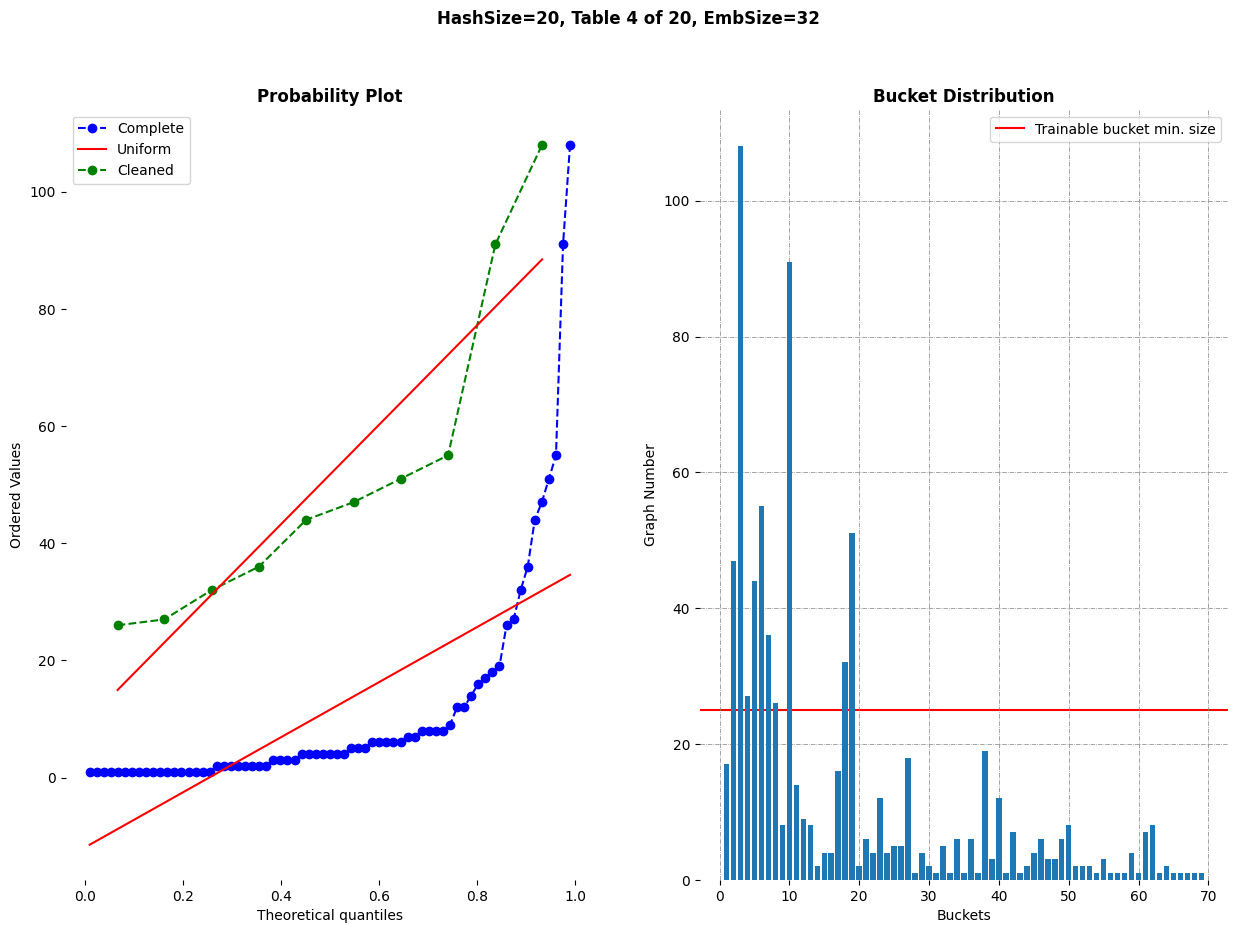 HashSize=20, Table 4 of 20, EmbSize=32
Probability Plot
Complete
Uniform
Cleaned
100
80
60
40
20
0
Ordered Values
0.0 0.2 0.4 0.6 0.8 1.0
Theoretical quantiles
Bucket Distribution
Trainable bucket min. size
100
80
60
40
20
0
Graph Number
0 10 20 30 40 50 60 70
Buckets